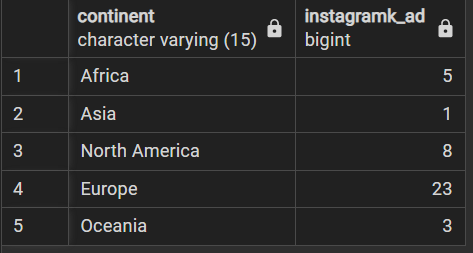 continent instagramk_ad
character varying (15) bigint
1 Africa 5
2 Asia 1
3 North America 8
4 Europe 23
5 Oceania 3